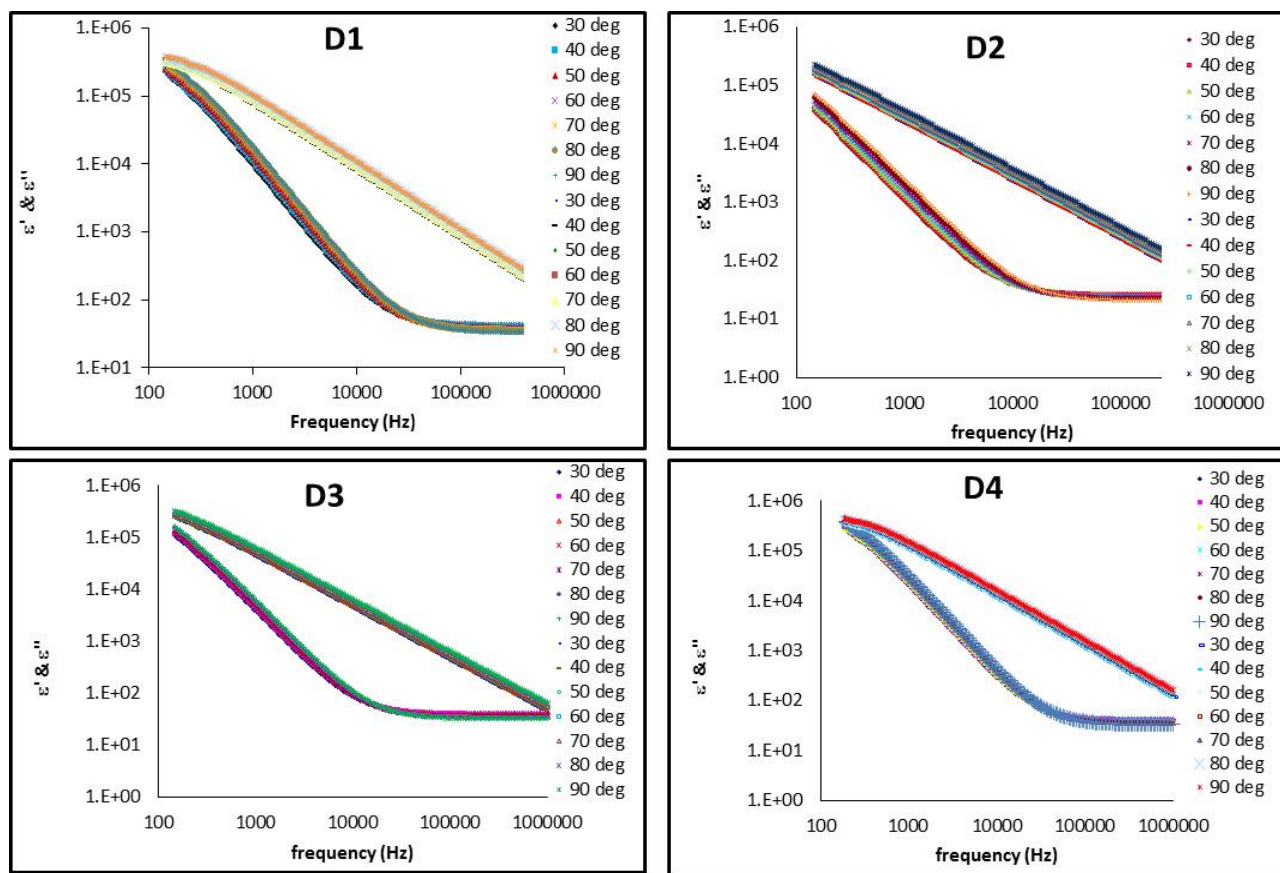 D1
1.E+06
1.E+05
1.E+04
1.E+03
1.E+02
1.E+01
ε' & ε"
100 1000 10000 100000 1000000
Frequency (Hz)
30 deg
40 deg
50 deg
60 deg
70 deg
80 deg
90 deg
30 deg
40 deg
50 deg
60 deg
70 deg
80 deg
90 deg
D2
1.E+06
1.E+05
1.E+04
1.E+03
1.E+02
1.E+01
1.E+00
ε' & ε"
100 1000 10000 100000 1000000
frequency (Hz)
30 deg
40 deg
50 deg
60 deg
70 deg
80 deg
90 deg
30 deg
40 deg
50 deg
60 deg
70 deg
80 deg
90 deg
D3
1.E+06
1.E+05
1.E+04
1.E+03
1.E+02
1.E+01
1.E+00
ε' & ε"
100 1000 10000 100000 1000000
frequency (Hz)
30 deg
40 deg
50 deg
60 deg
70 deg
80 deg
90 deg
30 deg
40 deg
50 deg
60 deg
70 deg
80 deg
90 deg
D4
1.E+06
1.E+05
1.E+04
1.E+03
1.E+02
1.E+01
1.E+00
ε' & ε"
100 1000 10000 100000 1000000
frequency (Hz)
30 deg
40 deg
50 deg
60 deg
70 deg
80 deg
90 deg
30 deg
40 deg
50 deg
60 deg
70 deg
80 deg
90 deg